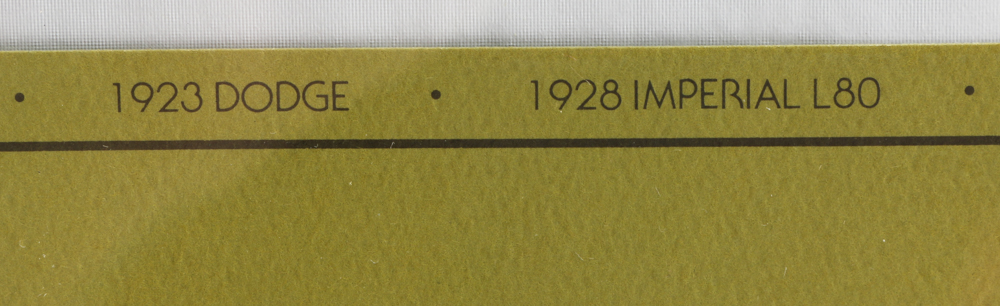 • 1923 DODGE • 1928 IMPERIAL L80 •